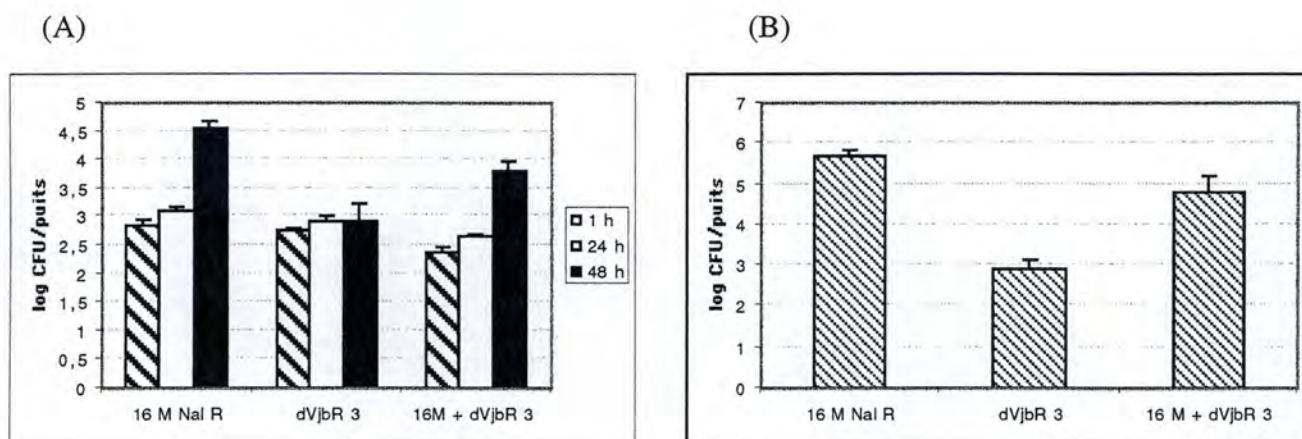 (A)
(B)
log CFU/puits
5
4,5
4
3,5
3
2,5
2
1,5
1
0,5
0
16 M Nal R
dVjbR 3
16M + dVjbR 3
1 h
24 h
48 h
log CFU/puits
7
6
5
4
3
2
1
0
16 M Nal R
dVjbR 3
16 M + dVjbR 3